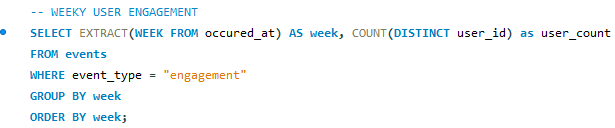 -- WEEKY USER ENGAGEMENT
SELECT EXTRACT(WEEK FROM occured_at) AS week, COUNT(DISTINCT user_id) as user_count
FROM events
WHERE event_type = "engagement"
GROUP BY week
ORDER BY week;